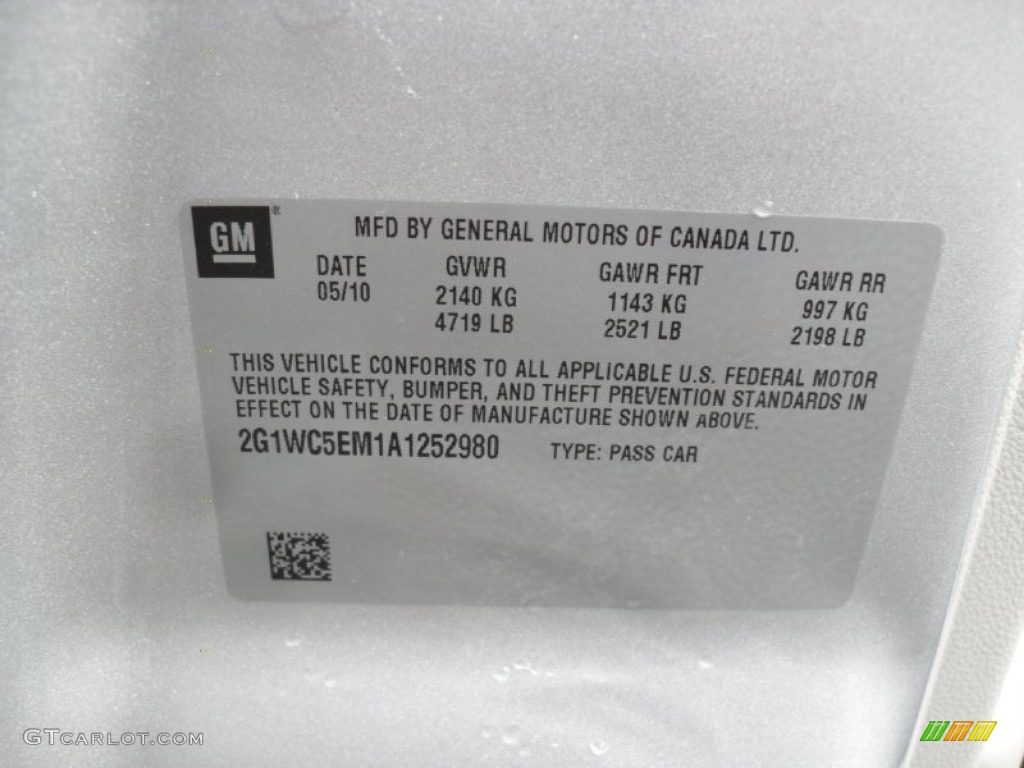 GM ®
MFD BY GENERAL MOTORS OF CANADA LTD.
DATE GVWR GAWR FRT GAWR RR
05/10 2140 KG 1143 KG 997 KG
4719 LB 2521 LB 2198 LB
THIS VEHICLE CONFORMS TO ALL APPLICABLE U.S. FEDERAL MOTOR
VEHICLE SAFETY, BUMPER, AND THEFT PREVENTION STANDARDS IN
EFFECT ON THE DATE OF MANUFACTURE SHOWN ABOVE.
2G1WC5EM1A1252980 TYPE: PASS CAR
GTCARLOT.COM